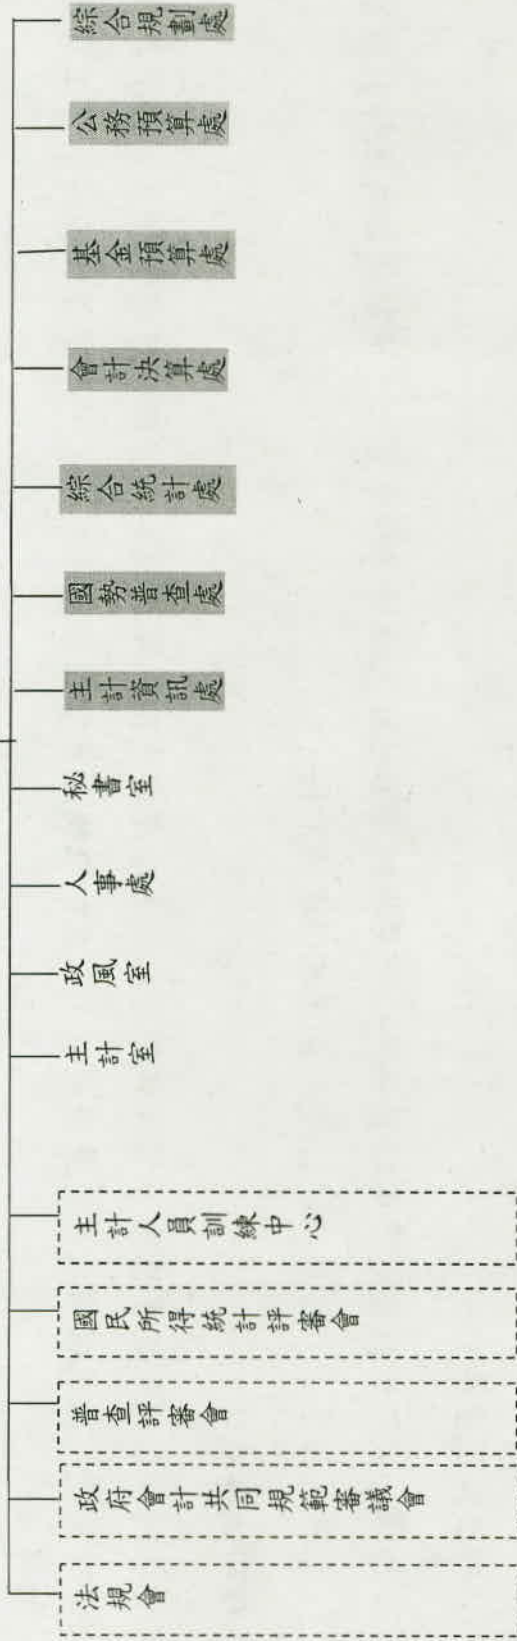 綜合規劃處
公務預算處
基金預算處
會計決算處
綜合統計處
國勢普查處
主計資訊處
秘書室
人事處
政風室
主計室
主計人員訓練中心
國民所得統計評審會
普查評審會
政府會計共同規範審議會
法規會